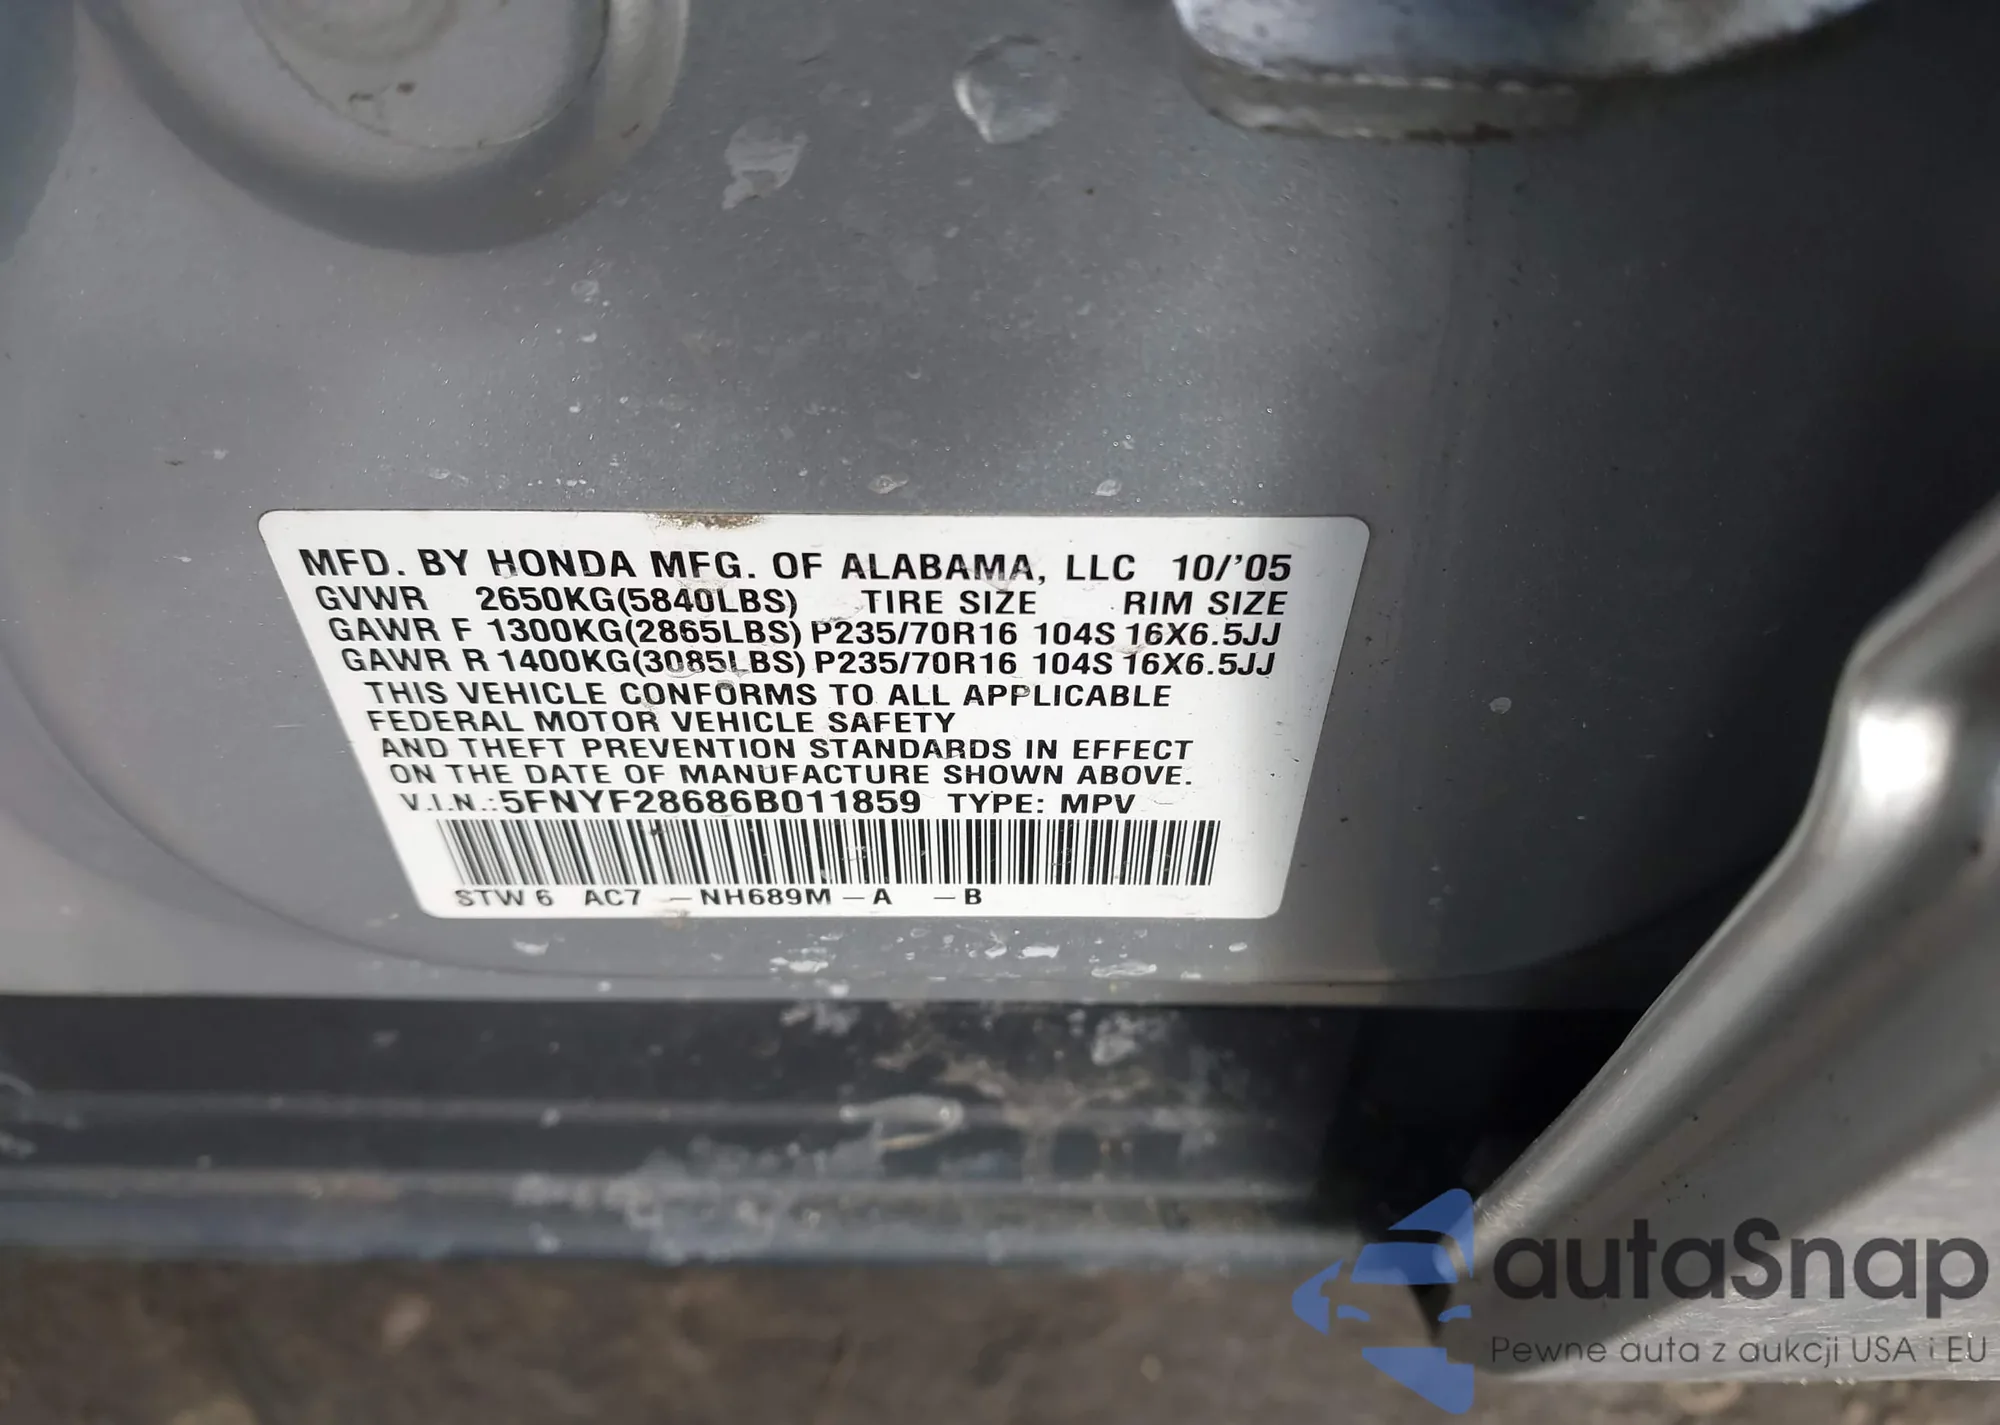 MFD. BY HONDA MFG. OF ALABAMA, LLC 10/'05
GVWR 2650KG(5840LBS) TIRE SIZE RIM SIZE
GAWR F 1300KG(2865LBS) P235/70R16 104S 16X6.5JJ
GAWR R 1400KG(3085LBS) P235/70R16 104S 16X6.5JJ
THIS VEHICLE CONFORMS TO ALL APPLICABLE
FEDERAL MOTOR VEHICLE SAFETY
AND THEFT PREVENTION STANDARDS IN EFFECT
ON THE DATE OF MANUFACTURE SHOWN ABOVE.
V.I.N.:5FNYF28686B011859 TYPE: MPV
STW 6 AC7 –NH689M –A –B
autaSnap
Pewne auta z aukcji USA i EU